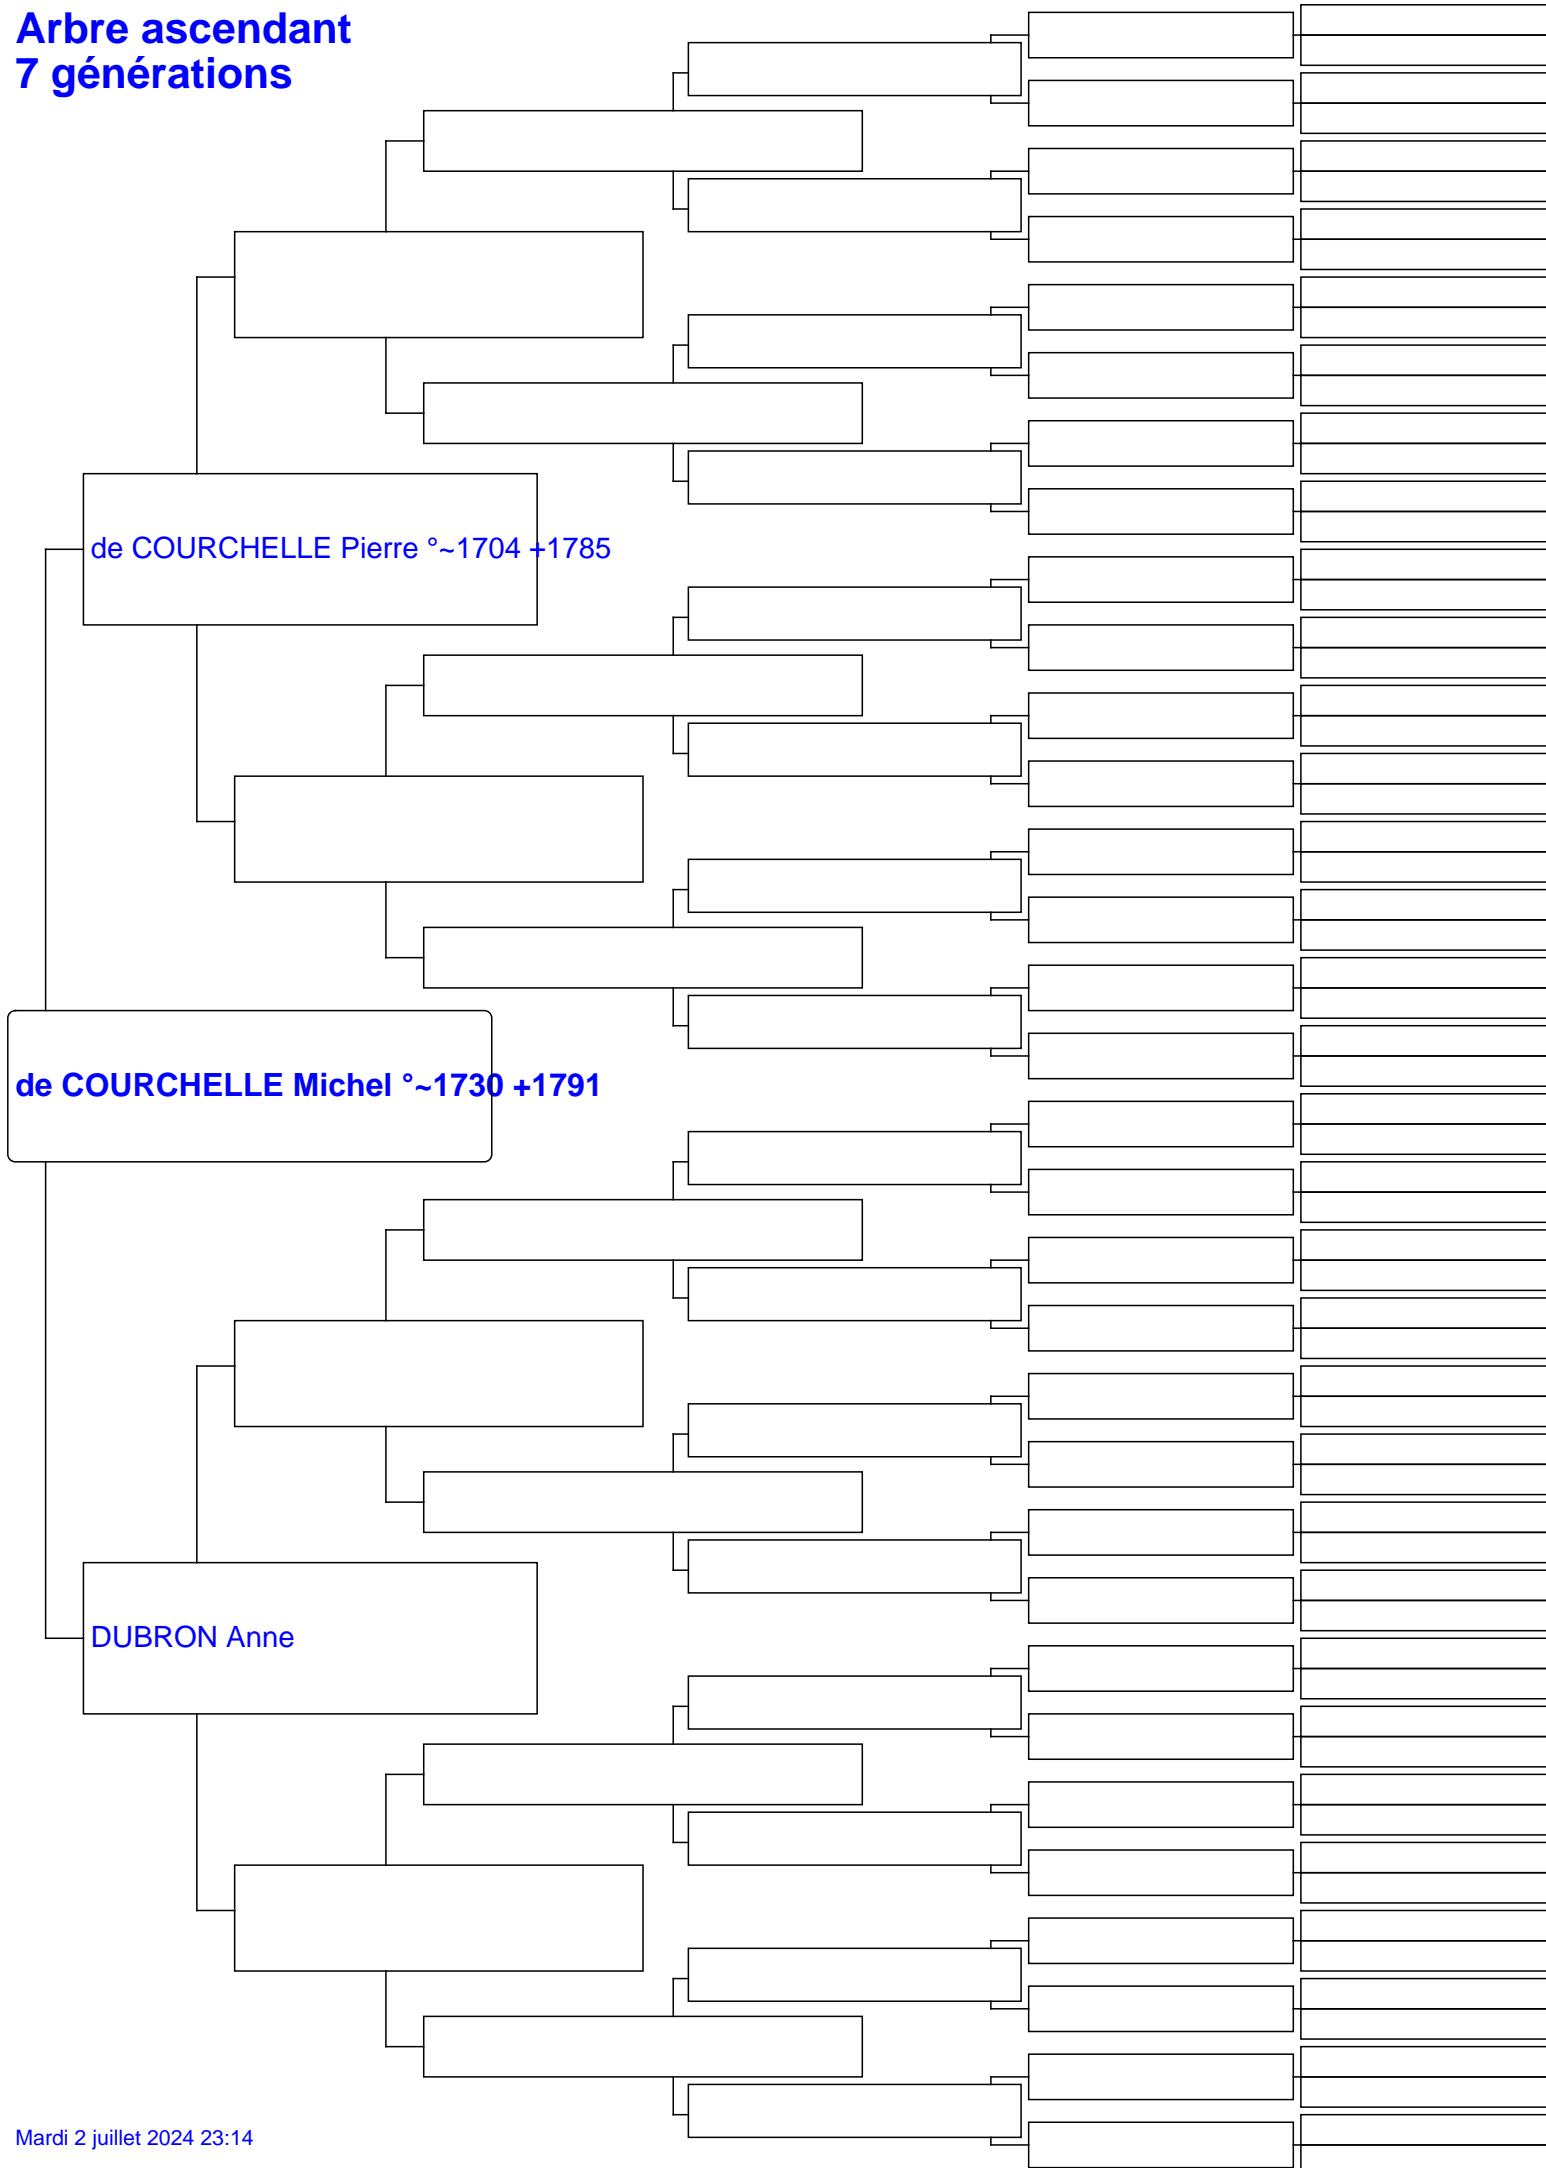 Arbre ascendant
7 générations
de COURCHELLE Pierre °~1704 +1785
de COURCHELLE Michel °~1730 +1791
DUBRON Anne
Mardi 2 juillet 2024 23:14